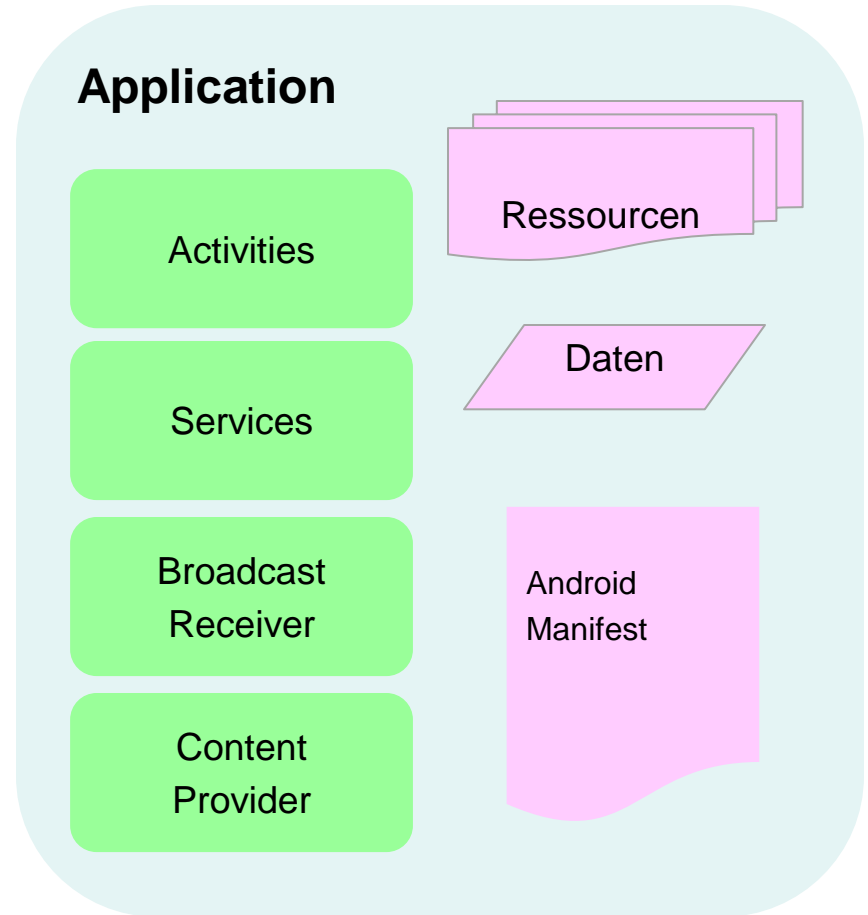 Application
Activities
Services
Broadcast
Receiver
Content
Provider
Ressourcen
Daten
Android
Manifest